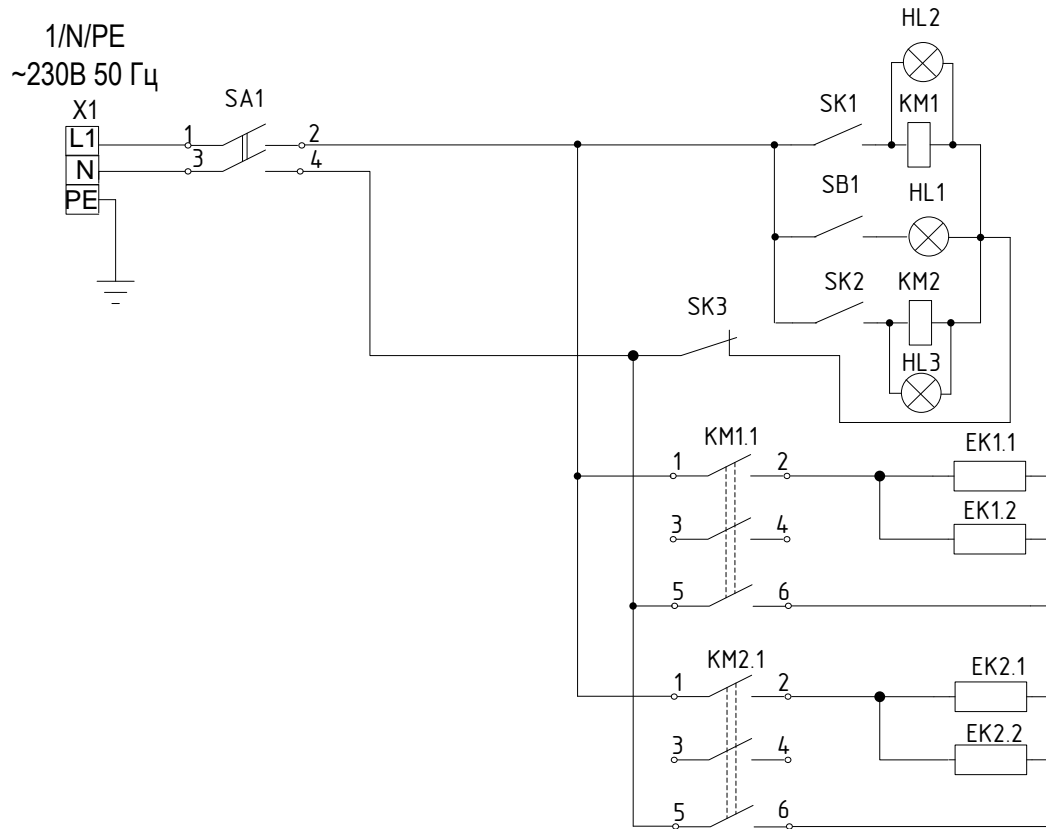 HL2
1/N/PE
~230В 50 Гц
X1
SA1
SK1
KM1
L1
1
2
N
3
4
PE
SB1
HL1
SK2
KM2
SK3
HL3
KM1.1
EK1.1
1
2
EK1.2
3
4
5
6
KM2.1
EK2.1
1
2
EK2.2
3
4
5
6